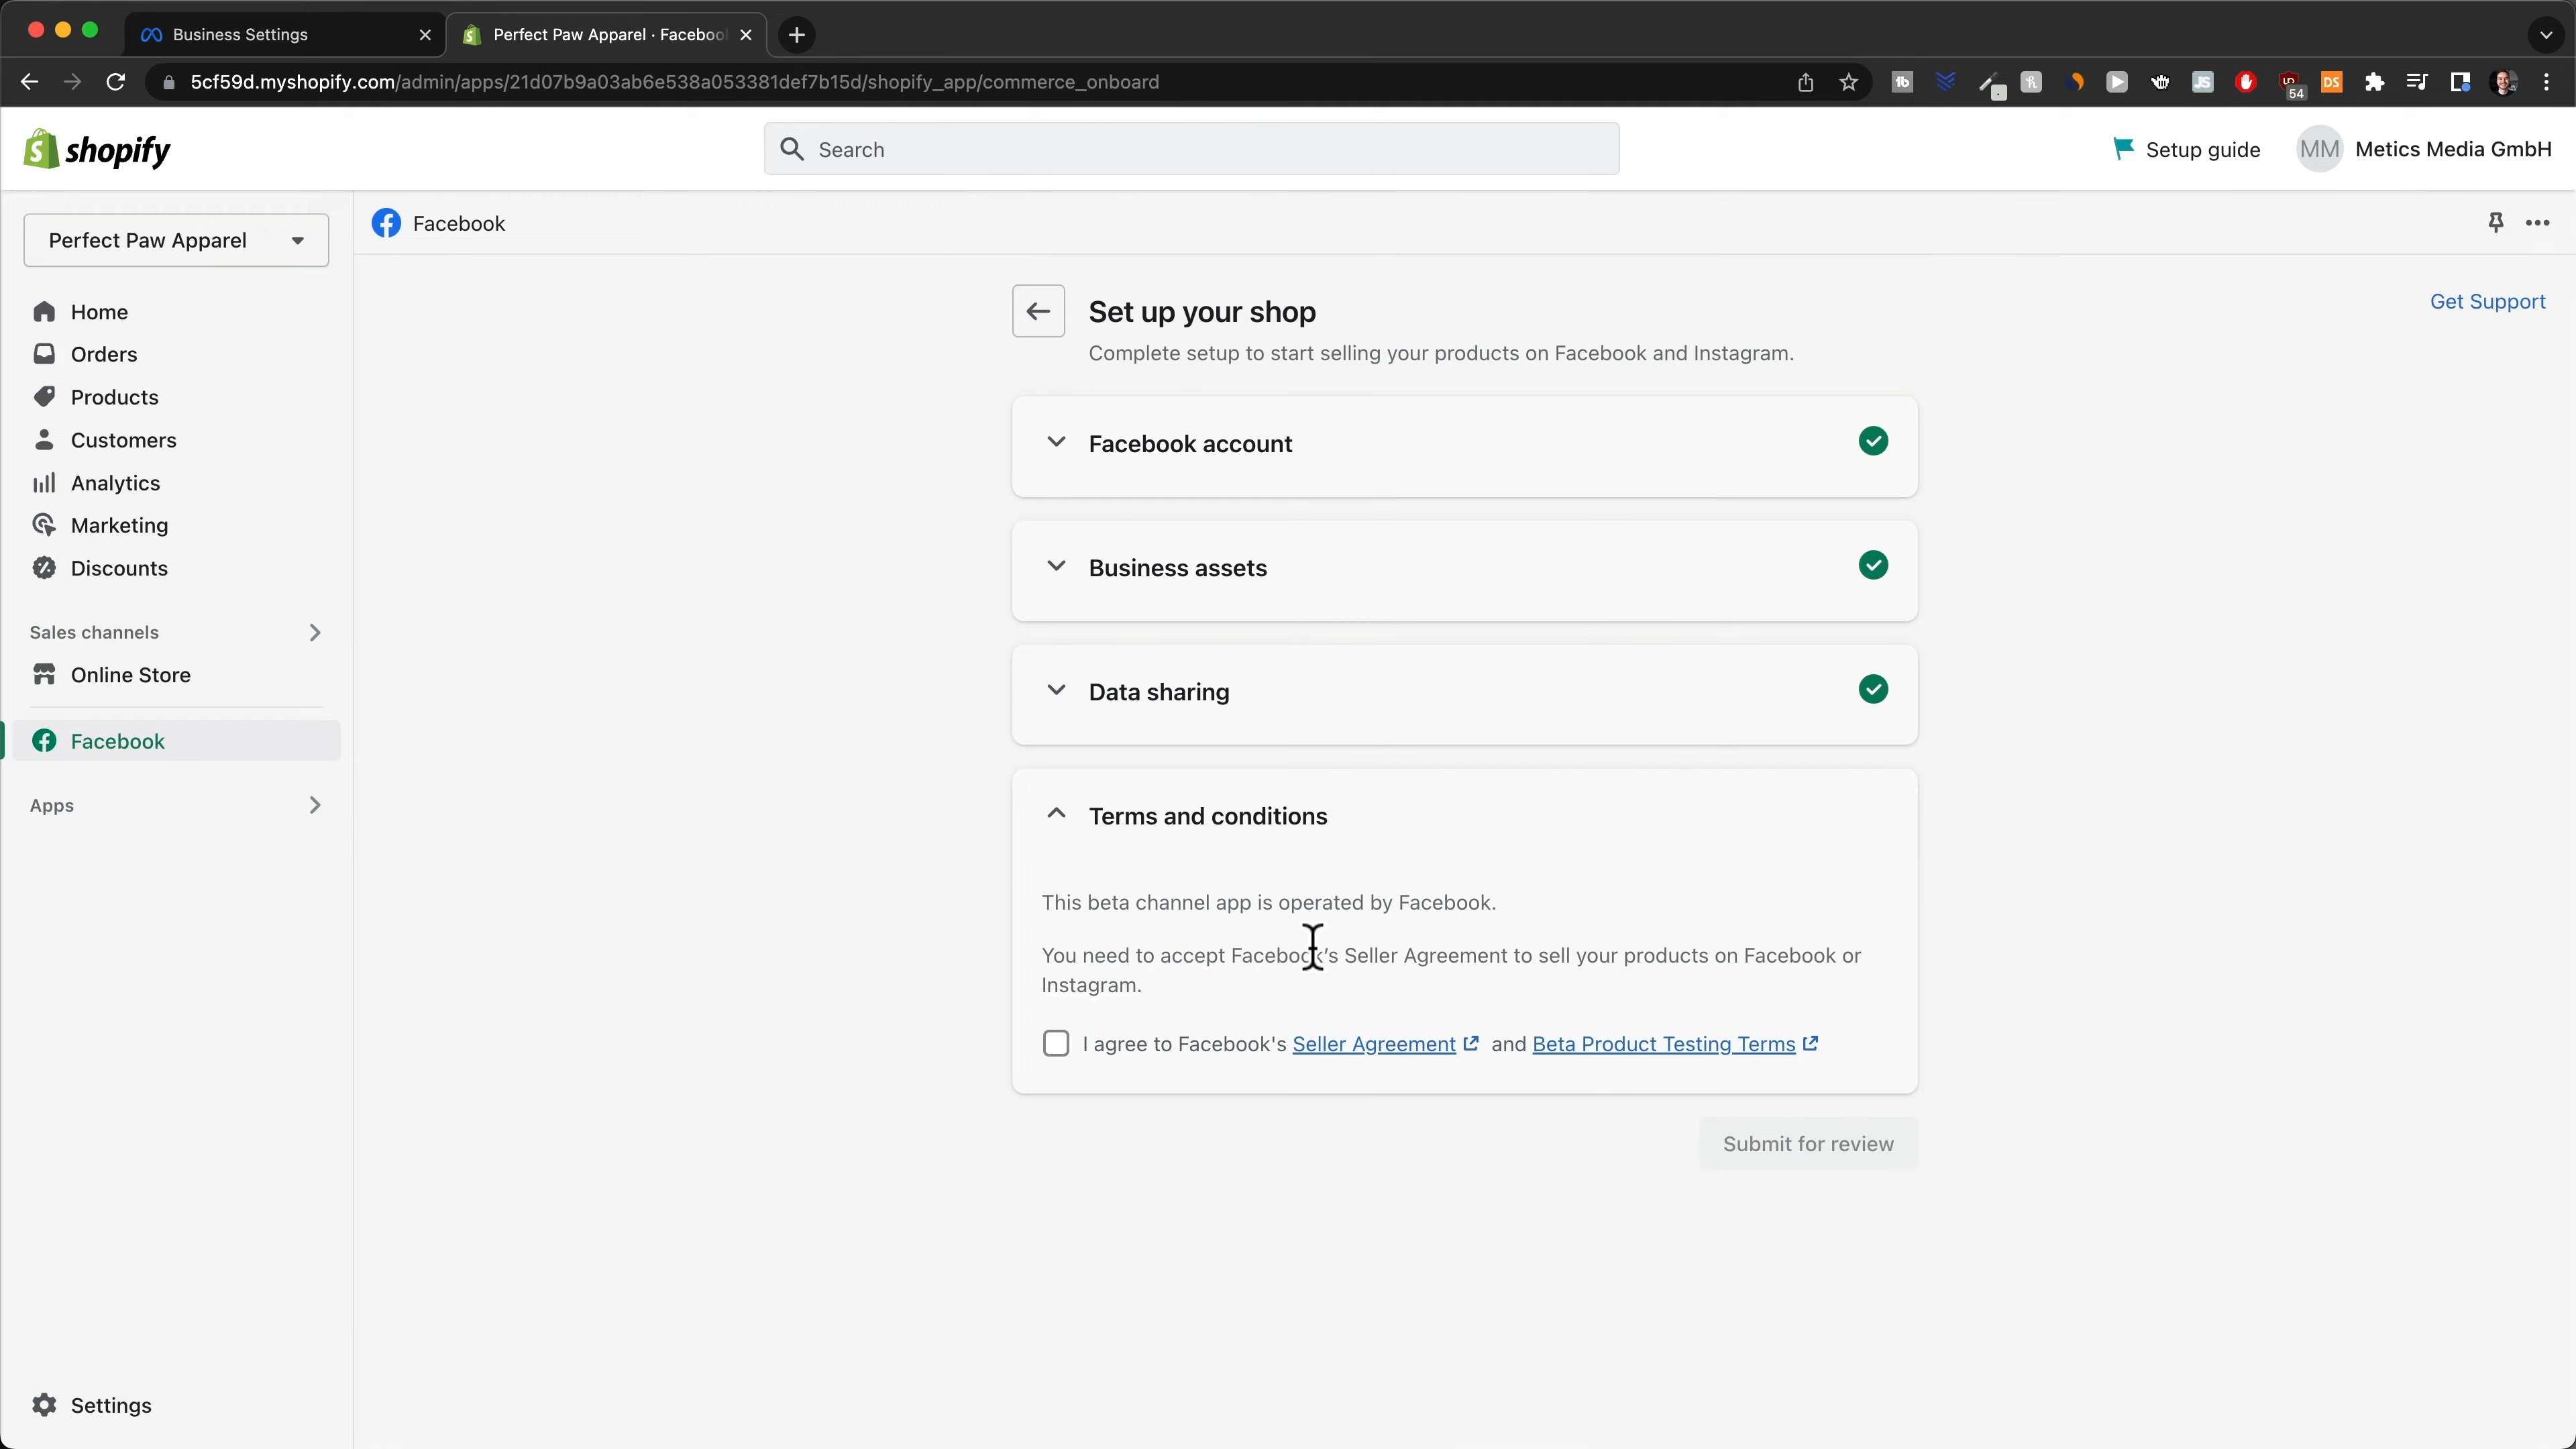 Business Settings
Perfect Paw Apparel · Faceboo
5cf59d.myshopify.com/admin/apps/21d07b9a03ab6e538a053381def7b15d/shopify_app/commerce_onboard
54
shopify
Search
Setup guide
MM
Metics Media GmbH
Perfect Paw Apparel
Facebook
Home
Orders
Products
Customers
Analytics
Marketing
Discounts
Sales channels
Online Store
Facebook
Apps
Settings
Set up your shop
Get Support
Complete setup to start selling your products on Facebook and Instagram.
Facebook account
Business assets
Data sharing
Terms and conditions
This beta channel app is operated by Facebook.
You need to accept Facebook's Seller Agreement to sell your products on Facebook or
Instagram.
I agree to Facebook's Seller Agreement and Beta Product Testing Terms
Submit for review